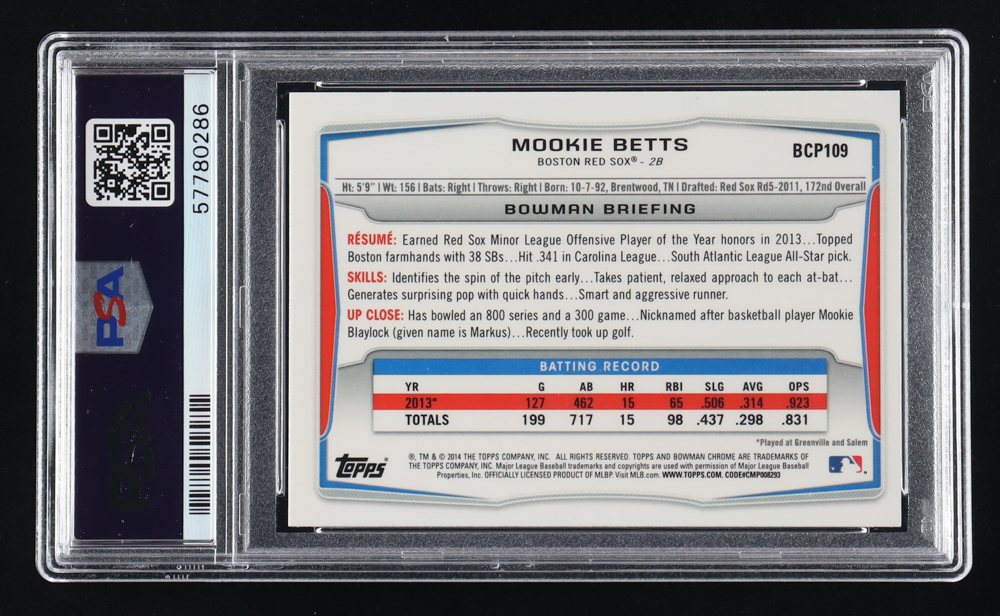 57780286
PSA
MOOKIE BETTS
BOSTON RED SOX® - 2B
BCP109
Ht: 5'9" | Wt: 156 | Bats: Right | Throws: Right | Born: 10-7-92, Brentwood, TN | Drafted: Red Sox Rd5-2011, 172nd Overall
BOWMAN BRIEFING
RÉSUMÉ: Earned Red Sox Minor League Offensive Player of the Year honors in 2013...Topped
Boston farmhands with 38 SBs...Hit .341 in Carolina League...South Atlantic League All-Star pick.
SKILLS: Identifies the spin of the pitch early...Takes patient, relaxed approach to each at-bat...
Generates surprising pop with quick hands...Smart and aggressive runner.
UP CLOSE: Has bowled an 800 series and a 300 game...Nicknamed after basketball player Mookie
Blaylock (given name is Markus)...Recently took up golf.
BATTING RECORD
YR G AB HR RBI SLG AVG OPS
2013* 127 462 15 65 .506 .314 .923
TOTALS 199 717 15 98 .437 .298 .831
*Played at Greenville and Salem
Topps
®, TM & © 2014 THE TOPPS COMPANY, INC. ALL RIGHTS RESERVED. TOPPS AND BOWMAN CHROME ARE TRADEMARKS OF
THE TOPPS COMPANY, INC. Major League Baseball trademarks and copyrights are used with permission of Major League Baseball
Properties, Inc. OFFICIALLY LICENSED PRODUCT OF MLBP. Visit MLB.com. WWW.TOPPS.COM. CODE#CMP008293